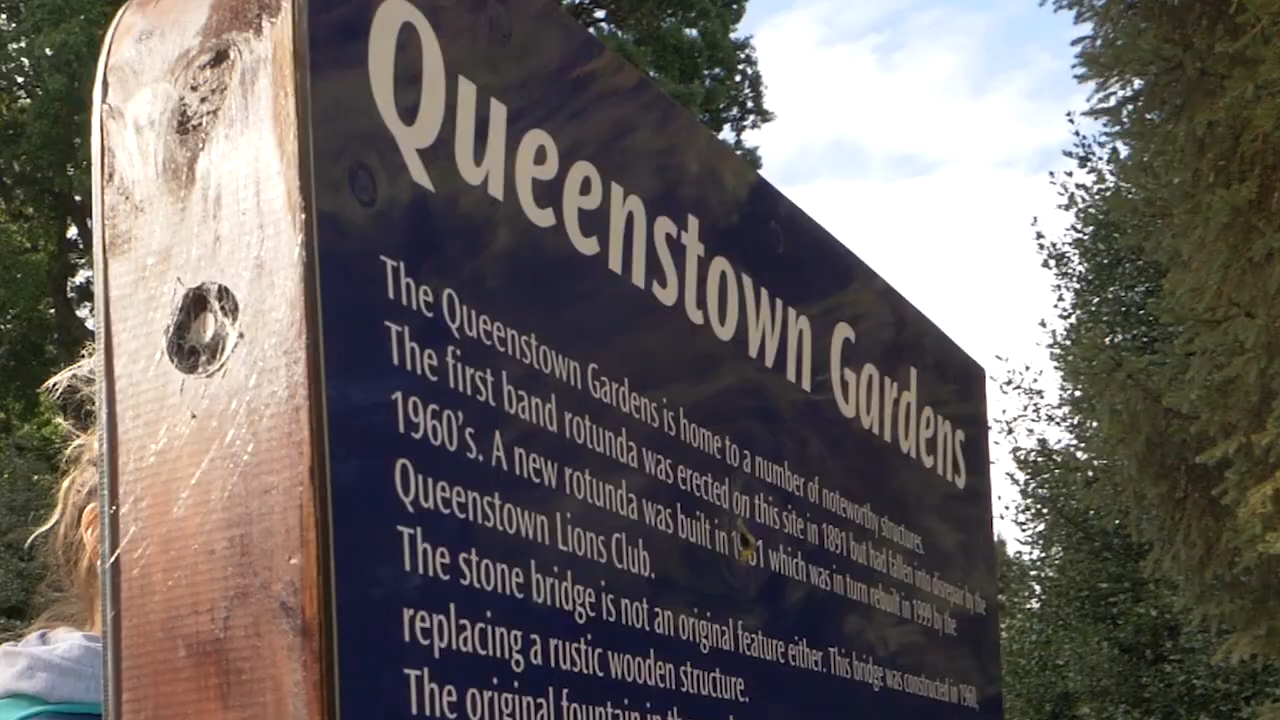 Queenstown Gardens
The Queenstown Gardens is home to a number of noteworthy structures.
The first band rotunda was erected on this site in 1891 but had fallen into disrepair by the
1960's. A new rotunda was built in which was in turn rebuilt in 1999 by the
Queenstown Lions Club.
The stone bridge is not an original feature either. This bridge was constructed in 1960,
replacing a rustic wooden structure.
The original fountain in